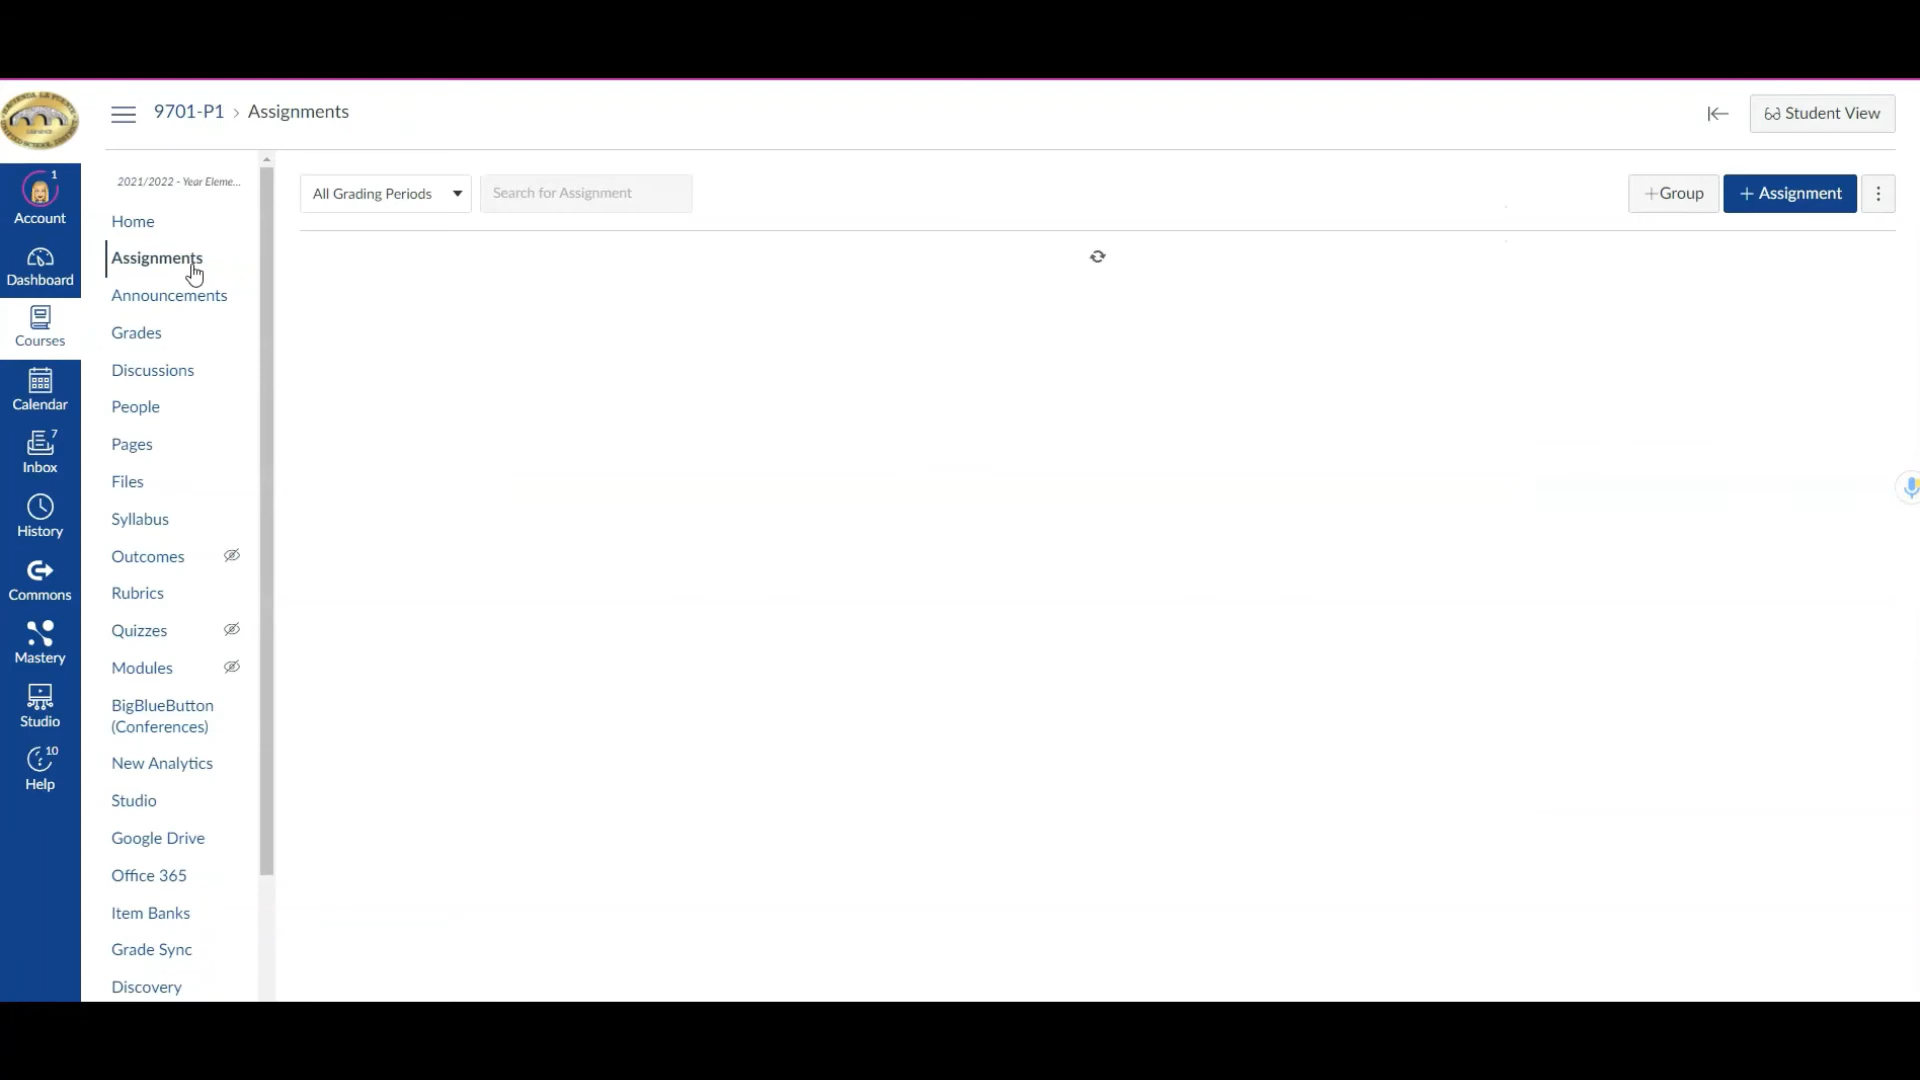 9701-P1 › Assignments
Student View
1
Account
Dashboard
Courses
Calendar
7
Inbox
History
Commons
Mastery
Studio
10
Help
2021/2022 - Year Eleme...
Home
Assignments
Announcements
Grades
Discussions
People
Pages
Files
Syllabus
Outcomes
Rubrics
Quizzes
Modules
BigBlueButton
(Conferences)
New Analytics
Studio
Google Drive
Office 365
Item Banks
Grade Sync
Discovery
All Grading Periods
Search for Assignment
+Group
+ Assignment